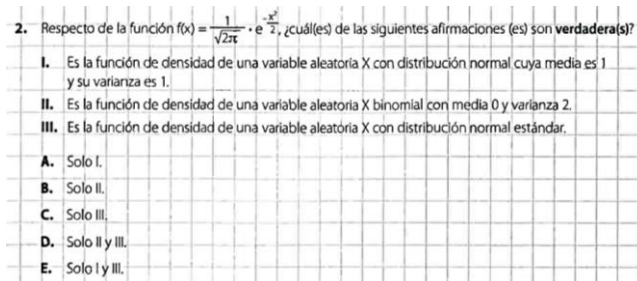 2. Respecto de la función f(x) = 1/√2π · e^(-x²/2), ¿cuál(es) de las siguientes afirmaciones (es) son verdadera(s)?
I. Es la función de densidad de una variable aleatoria X con distribución normal cuya media es 1
y su varianza es 1.
II. Es la función de densidad de una variable aleatoria X binomial con media 0 y varianza 2.
III. Es la función de densidad de una variable aleatoria X con distribución normal estándar.
A. Solo I.
B. Solo II.
C. Solo III.
D. Solo II y III.
E. Solo I y III.